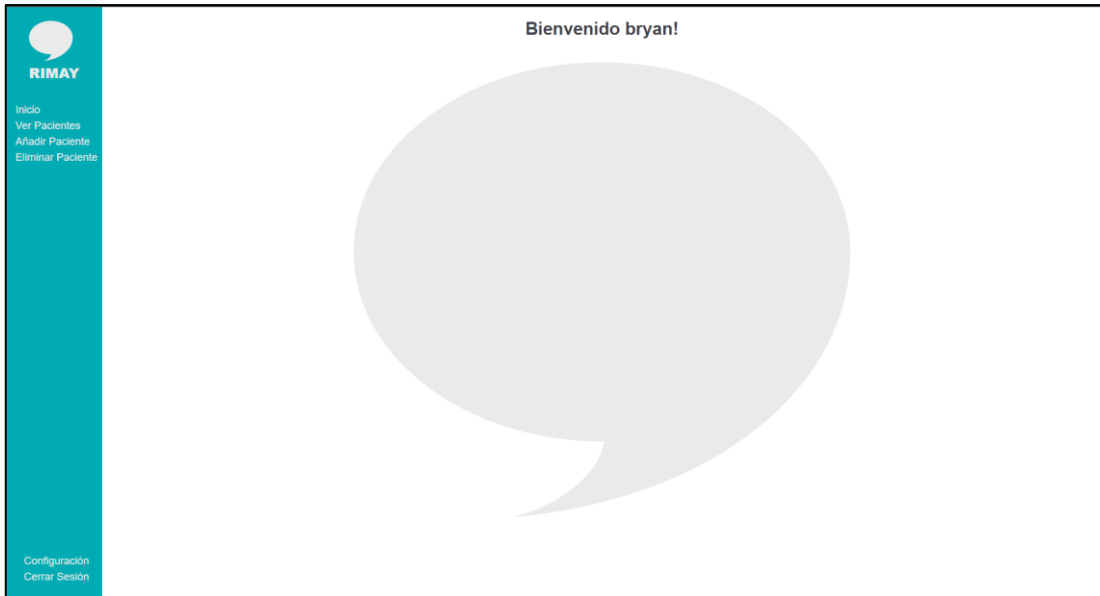 RIMAY
Bienvenido bryan!
Inicio
Ver Pacientes
Añadir Paciente
Eliminar Paciente
Configuración
Cerrar Sesión